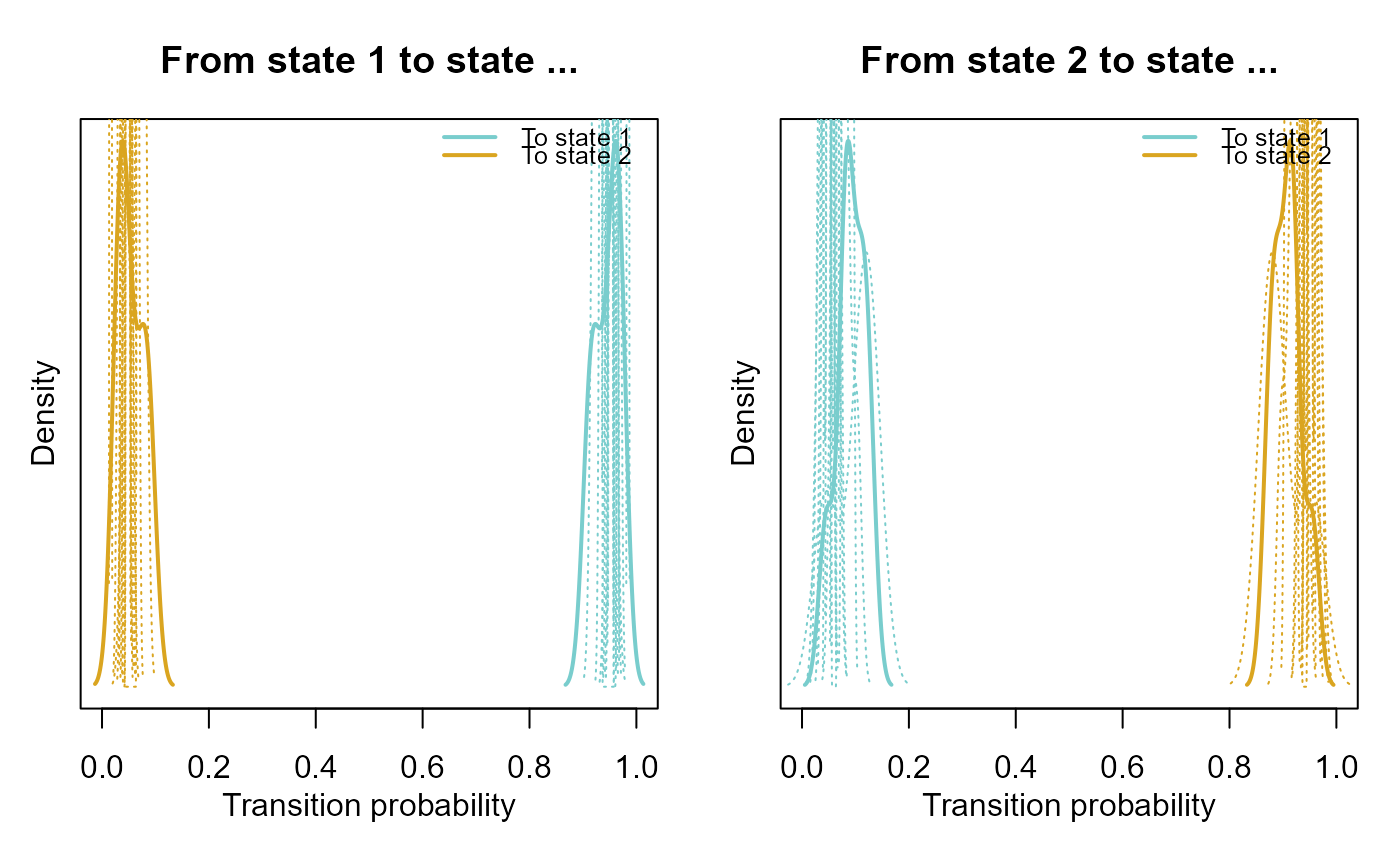 From state 1 to state ...
To state 1
To state 2
Density
0.0 0.2 0.4 0.6 0.8 1.0
Transition probability
From state 2 to state ...
To state 1
To state 2
Density
0.0 0.2 0.4 0.6 0.8 1.0
Transition probability